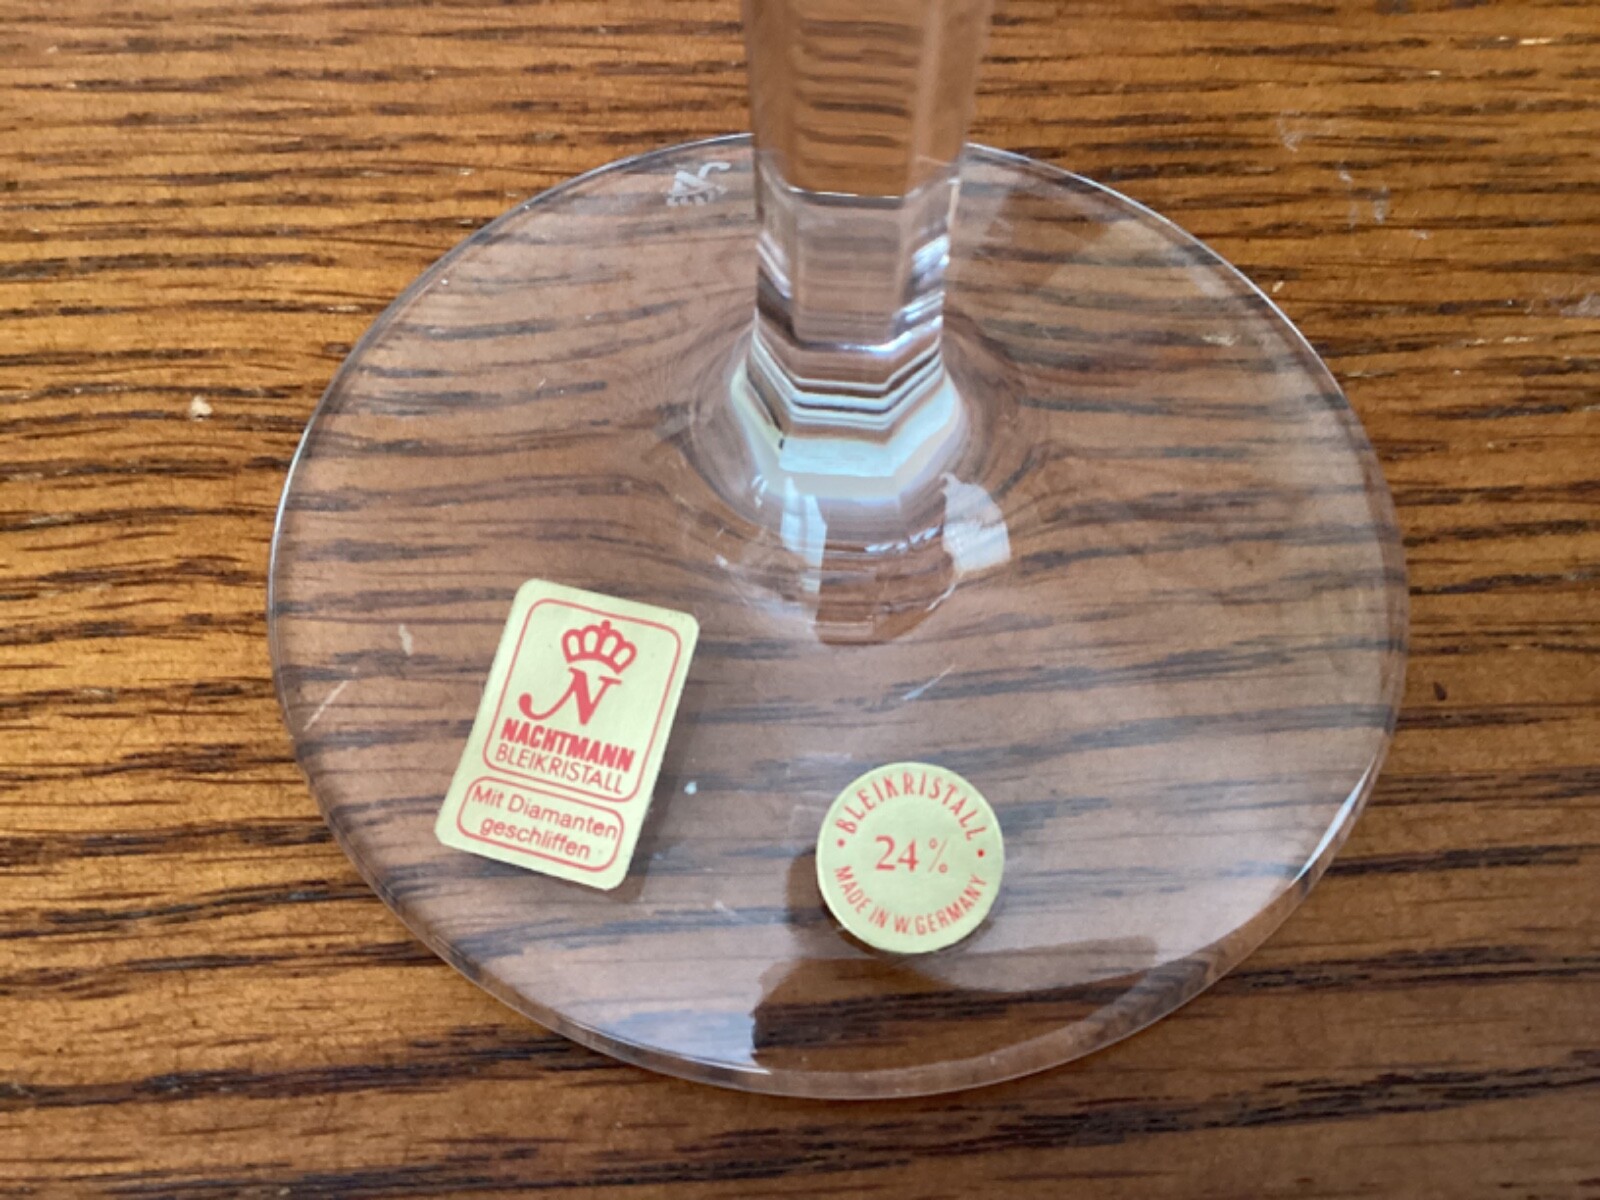 N
NACHTMANN
BLEIKRISTALL
Mit Diamanten
geschliffen
BLEIKRISTALL
24%
MADE IN W. GERMANY